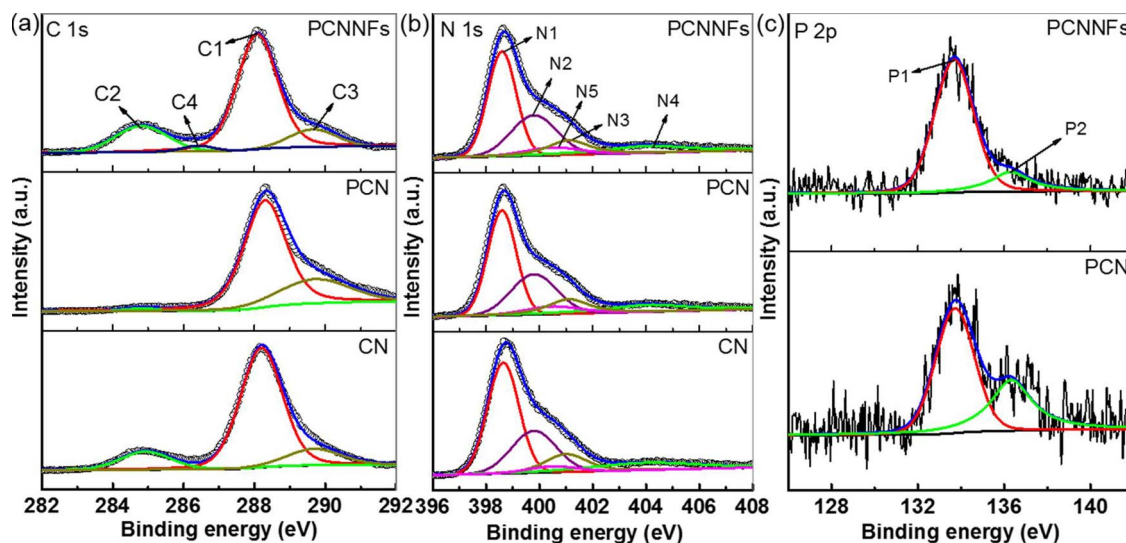 (a) C 1s PCNNFs
C1
C2 C4 C3
PCN
CN
Intensity (a.u.)
282 284 286 288 290 292
Binding energy (eV)
(b) N 1s PCNNFs
N1
N2
N5
N3 N4
PCN
CN
Intensity (a.u.)
396 398 400 402 404 406 408
Binding energy (eV)
(c) P 2p PCNNFs
P1
P2
PCN
Intensity (a.u.)
128 132 136 140
Binding energy (eV)